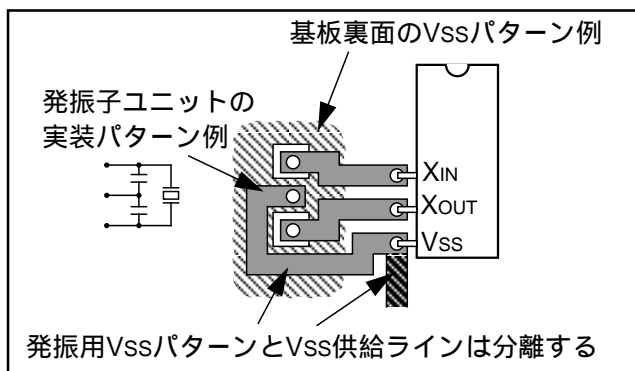 基板裏面のVssパターン例
発振子ユニットの
実装パターン例
XIN
XOUT
Vss
発振用VssパターンとVss供給ラインは分離する